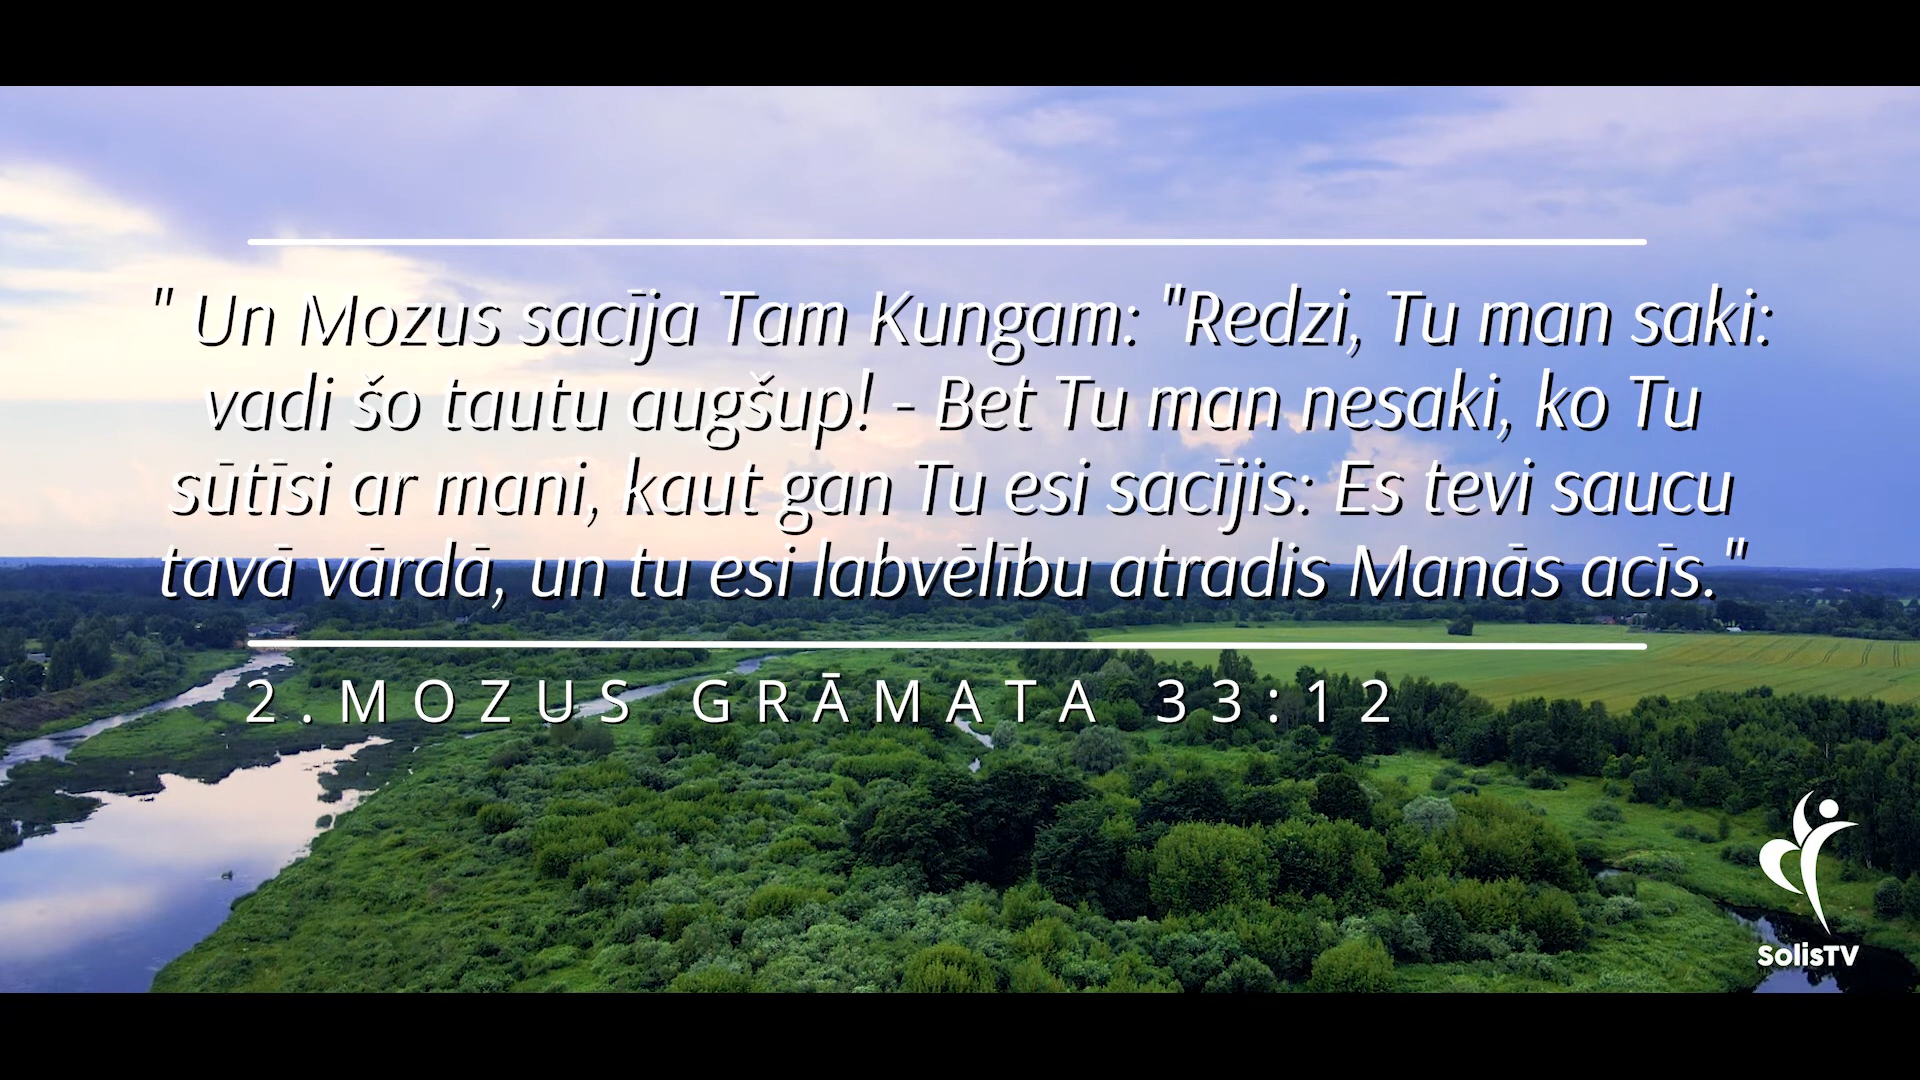 " Un Mozus sacīja Tam Kungam: "Redzi, Tu man saki:
vadi šo tautu augšup! - Bet Tu man nesaki, ko Tu
sūtīsi ar mani, kaut gan Tu esi sacījis: Es tevi saucu
tavā vārdā, un tu esi labvēlību atradis Manās acīs."
2.MOZUS GRĀMATA 33:12
SolisTV